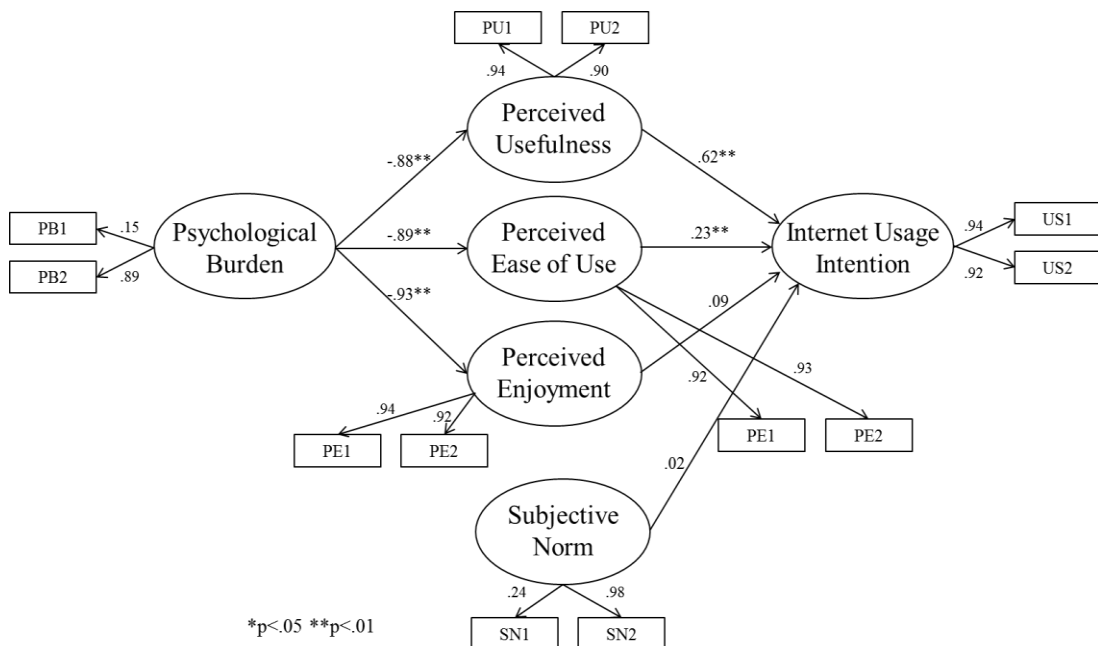 PU1
PU2
.94
.90
Perceived
Usefulness
-.88**
.62**
PB1
.15
PB2
.89
Psychological
Burden
-.89**
Perceived
Ease of Use
.23**
Internet Usage
Intention
.94
US1
.92
US2
-.93**
.09
Perceived
Enjoyment
.92
.93
.94
.92
PE1
PE2
PE1
PE2
.02
Subjective
Norm
.24
.98
SN1
SN2
*p<.05 **p<.01